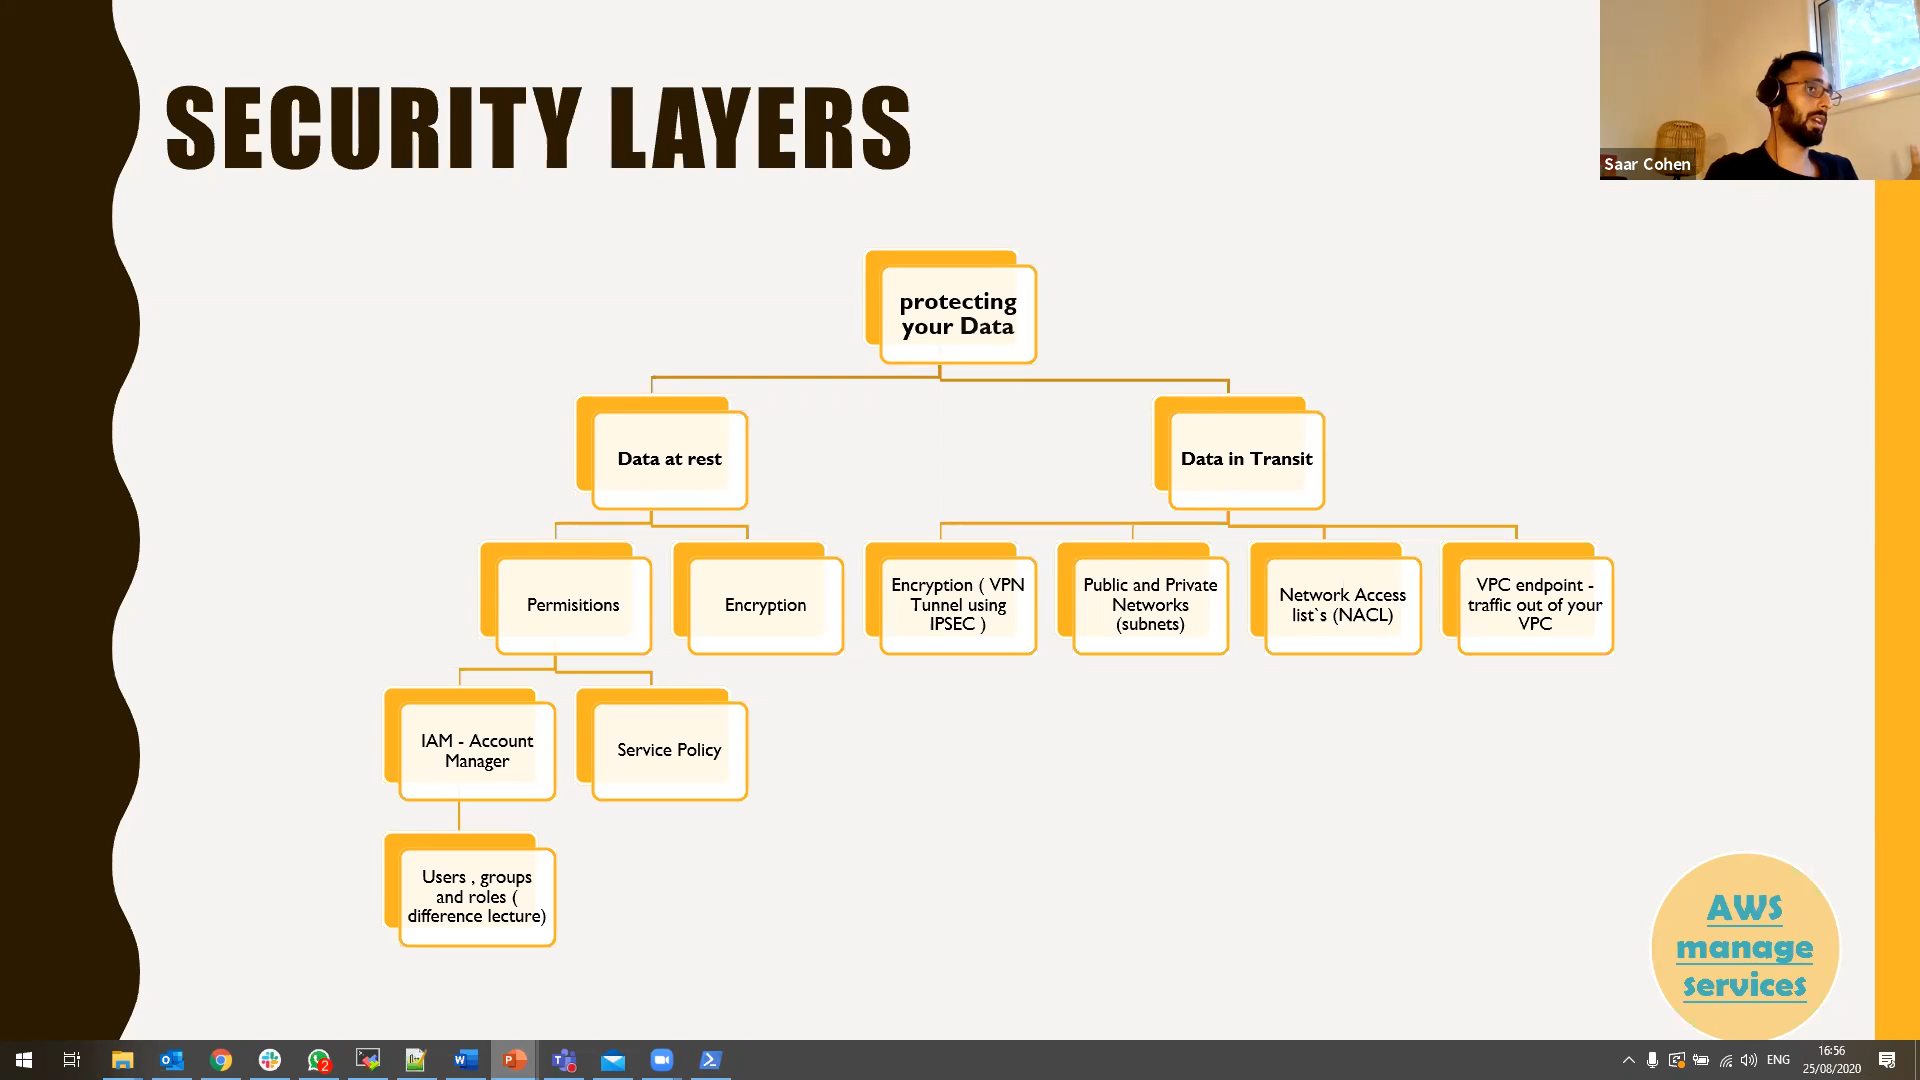 SECURITY LAYERS
Saar Cohen
protecting
your Data
Data at rest
Data in Transit
Permisitions
Encryption
Encryption ( VPN
Tunnel using
IPSEC )
Public and Private
Networks
(subnets)
Network Access
list`s (NACL)
VPC endpoint -
traffic out of your
VPC
IAM - Account
Manager
Service Policy
Users , groups
and roles (
difference lecture)
AWS
manage
services
2
ENG
16:56
25/08/2020